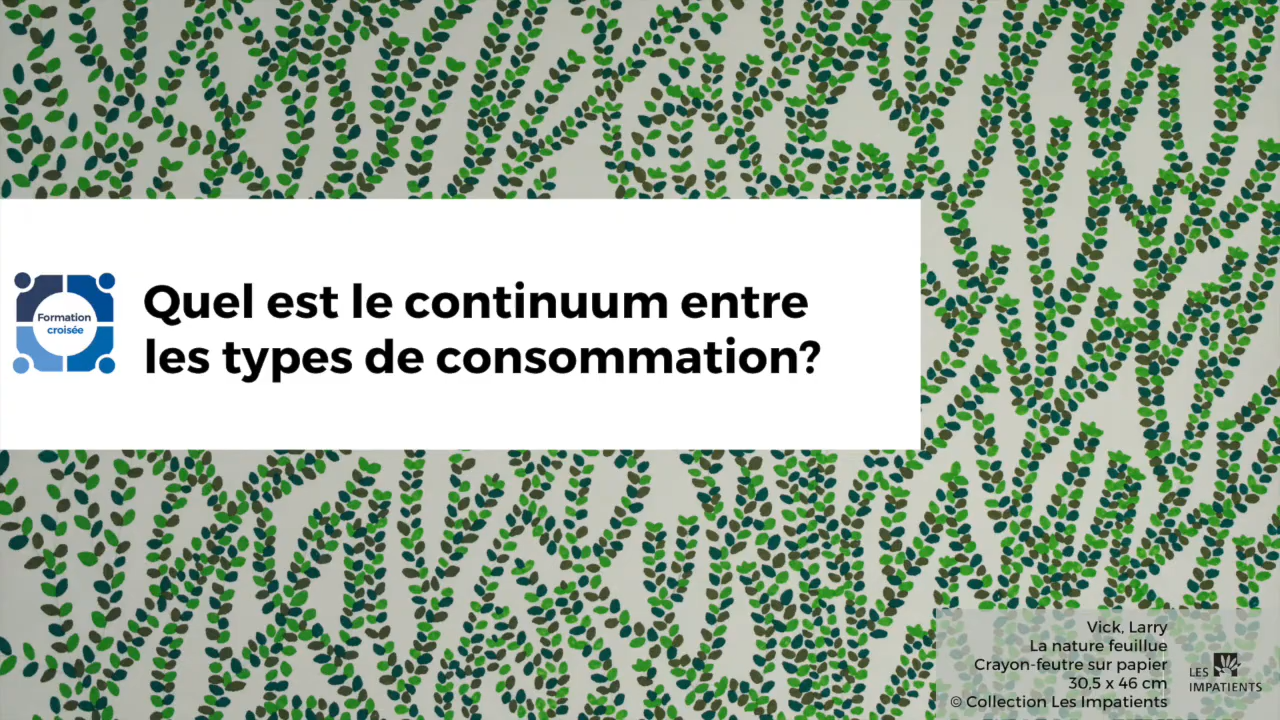 Formation
croisée
Quel est le continuum entre
les types de consommation?
Vick, Larry
La nature feuillue
Crayon-feutre sur papier
30,5 x 46 cm
© Collection Les Impatients
LES
IMPATIENTS